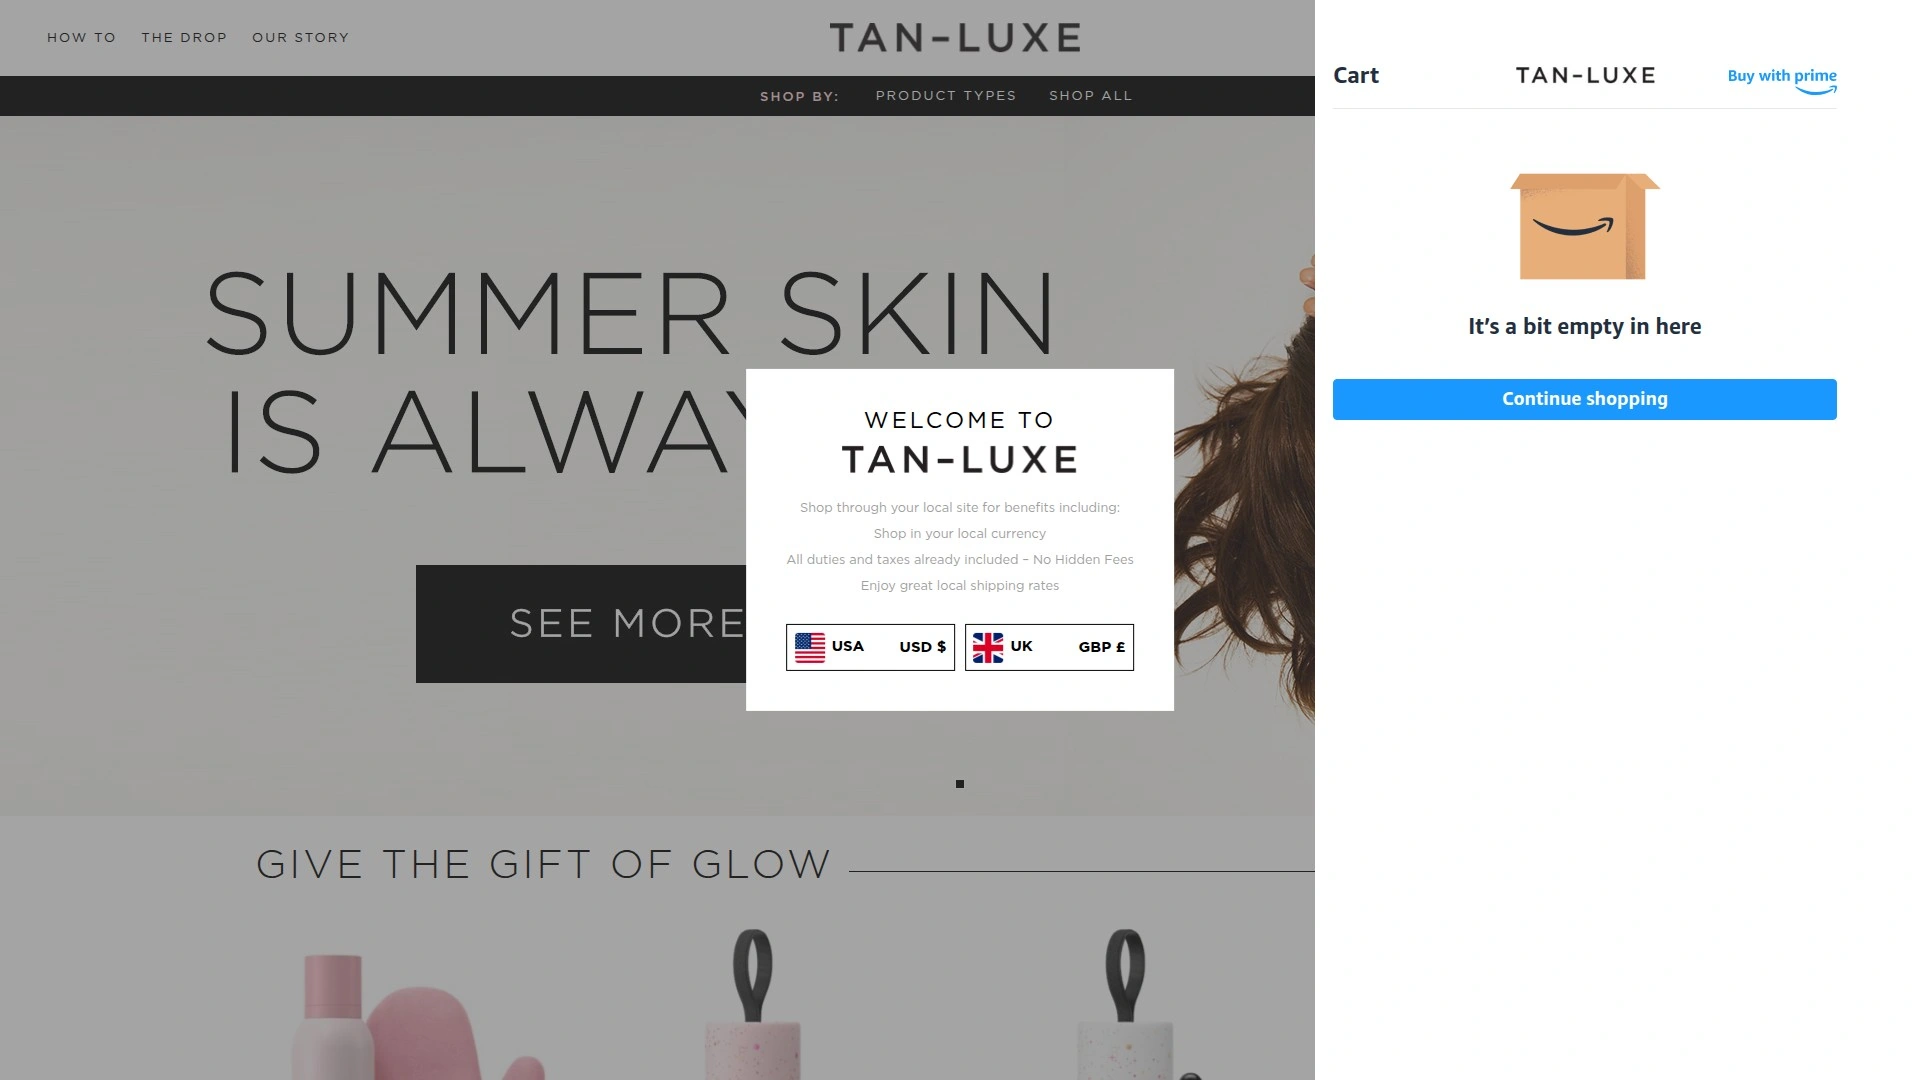 HOW TO THE DROP OUR STORY
TAN-LUXE
SHOP BY: PRODUCT TYPES SHOP ALL
SUMMER SKIN
IS ALWAY
SEE MORE
WELCOME TO
TAN-LUXE
Shop through your local site for benefits including:
Shop in your local currency
All duties and taxes already included – No Hidden Fees
Enjoy great local shipping rates
USA USD $ UK GBP £
GIVE THE GIFT OF GLOW
Cart TAN-LUXE Buy with prime
It's a bit empty in here
Continue shopping